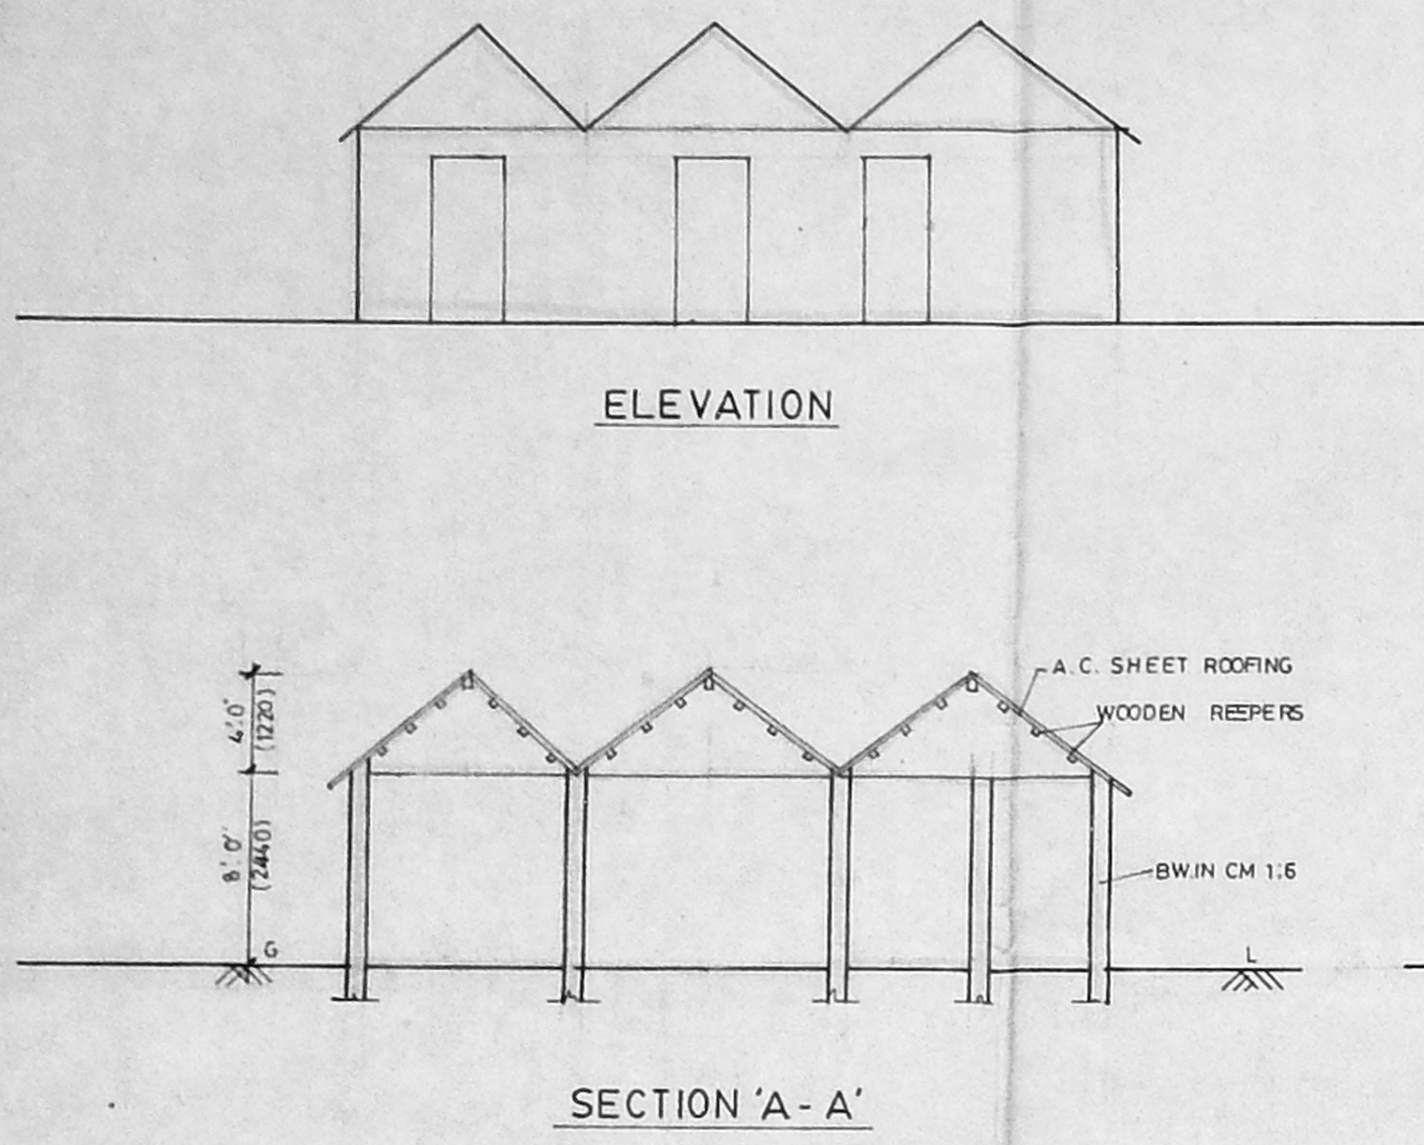 ELEVATION
A.C. SHEET ROOFING
WOODEN REEPERS
4'.0"
(1220)
8'.0"
(2440)
BW.IN CM 1:6
G
L
SECTION 'A - A'